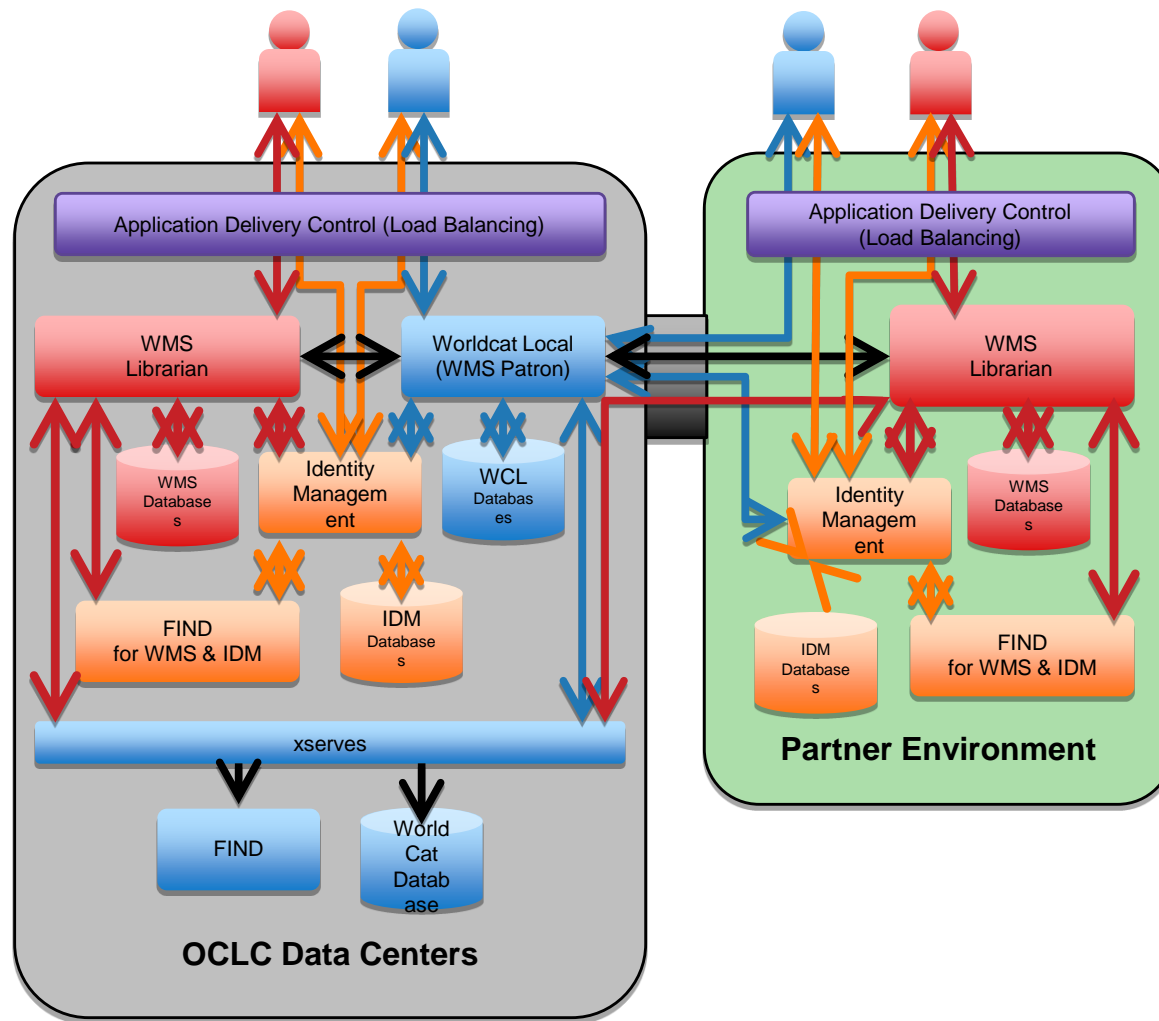 Application Delivery Control (Load Balancing)
WMS
Librarian
Worldcat Local
(WMS Patron)
WMS
Database
s
Identity
Managem
ent
WCL
Databas
es
FIND
for WMS & IDM
IDM
Database
s
xserves
FIND
World
Cat
Datab
ase
OCLC Data Centers
Application Delivery Control
(Load Balancing)
WMS
Librarian
Identity
Managem
ent
WMS
Database
s
IDM
Database
s
FIND
for WMS & IDM
Partner Environment